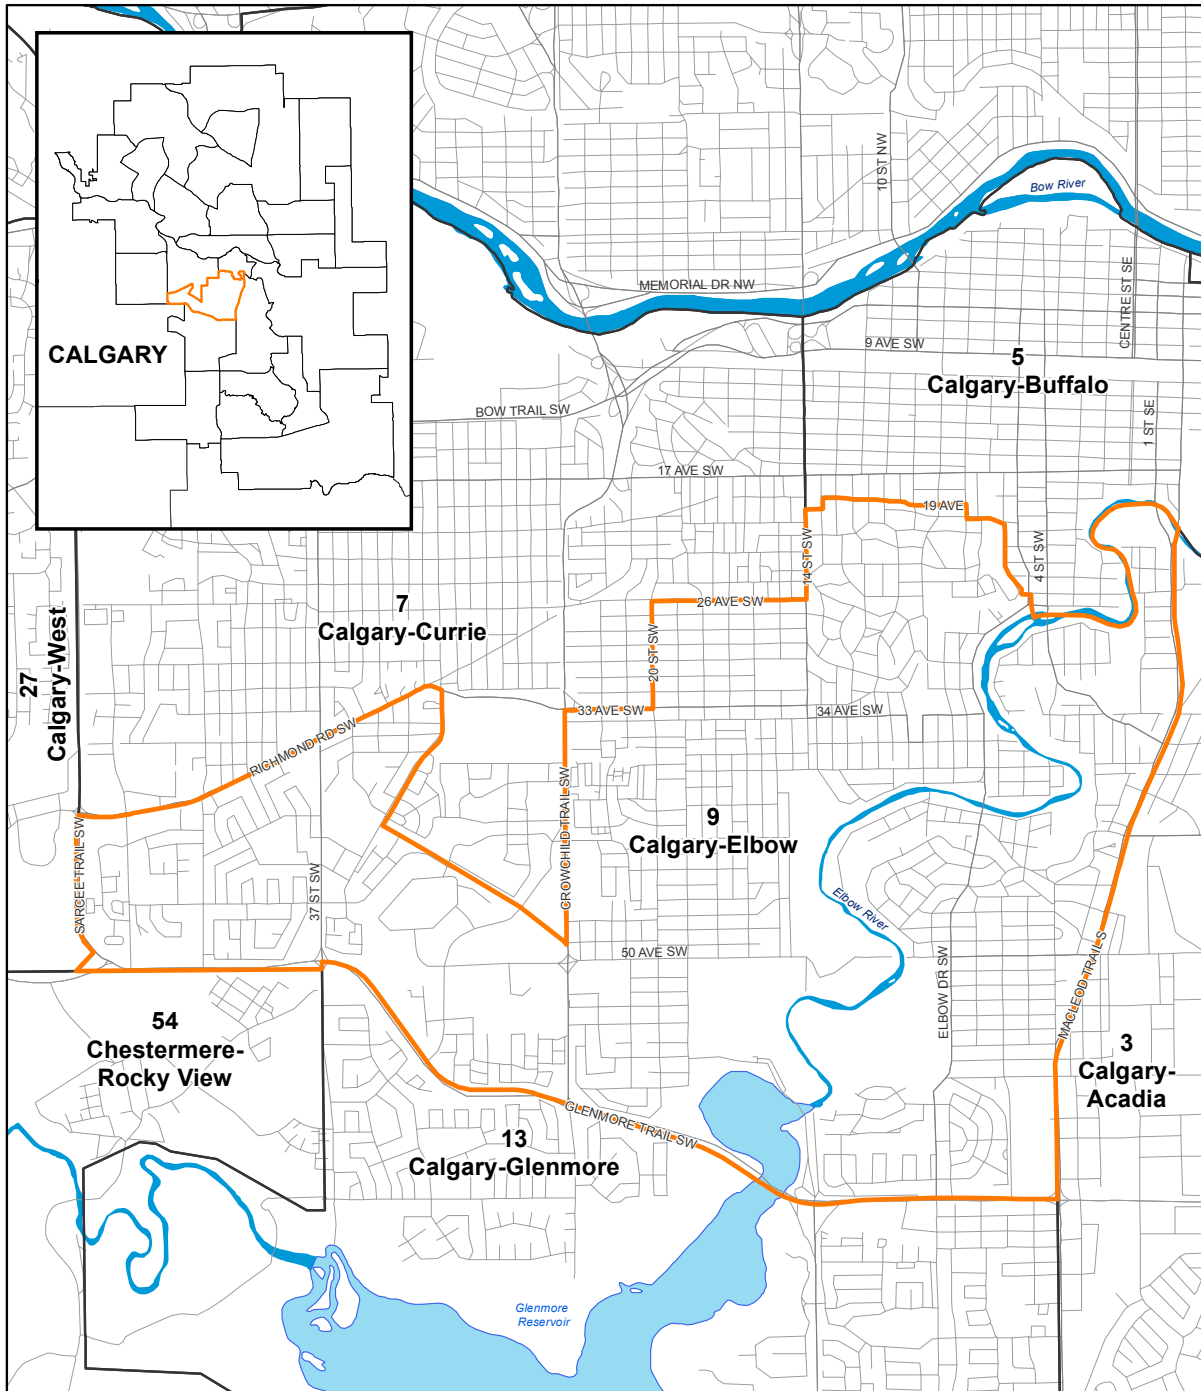 CALGARY
10 ST NW
Bow River
MEMORIAL DR NW
CENTRE ST SE
9 AVE SW
5
Calgary-Buffalo
BOW TRAIL SW
1 ST SE
17 AVE SW
19 AVE
14 ST SW
4 ST SW
26 AVE SW
7
Calgary-Currie
20 ST SW
27
Calgary-West
33 AVE SW
34 AVE SW
RICHMOND RD SW
CROWCHILD TRAIL SW
9
Calgary-Elbow
SARCEE TRAIL SW
37 ST SW
Elbow River
50 AVE SW
ELBOW DR SW
MACLEOD TRAIL S
54
Chestermere-
Rocky View
3
Calgary-
Acadia
GLENMORE TRAIL SW
13
Calgary-Glenmore
Glenmore
Reservoir